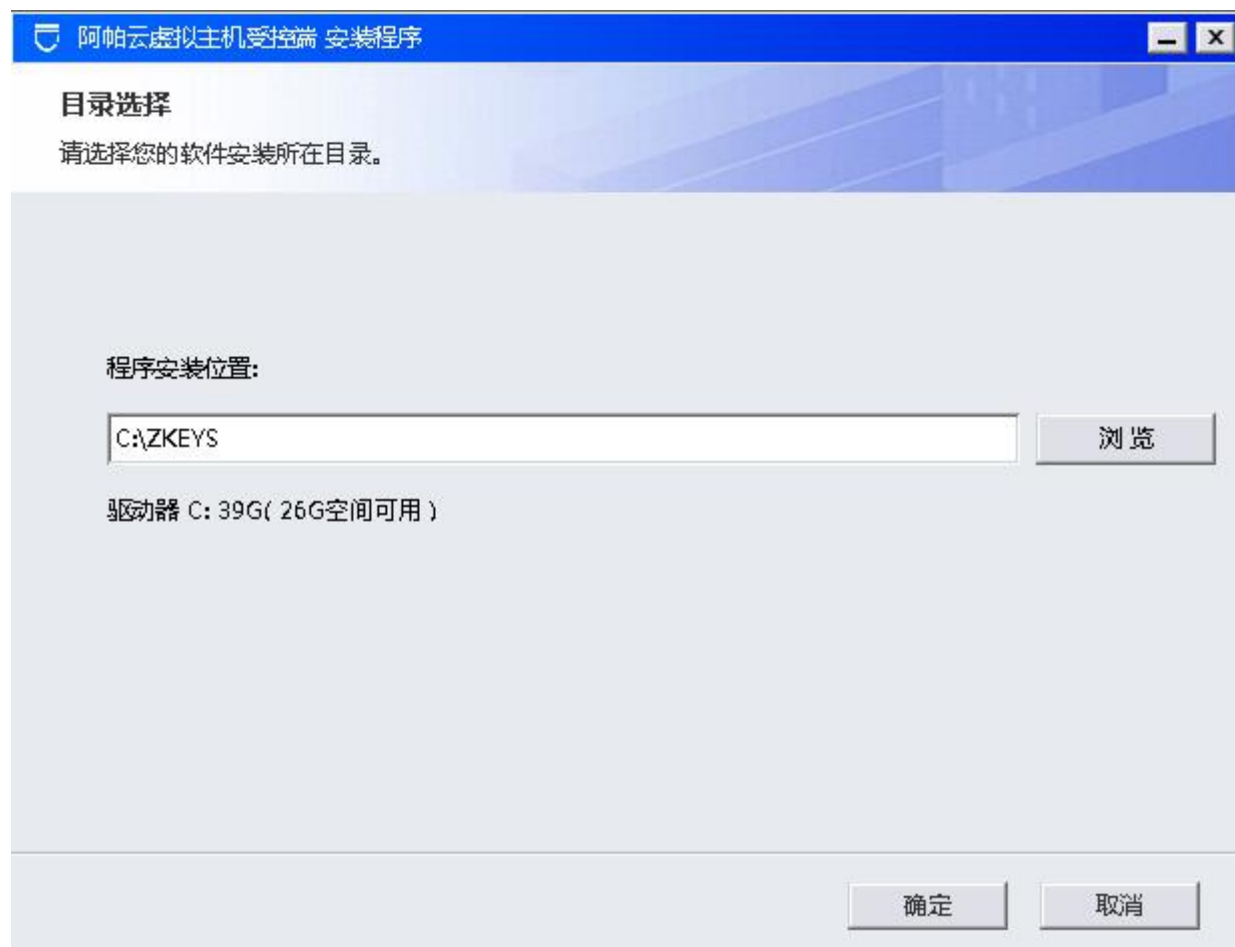 阿帕云虚拟主机受控端 安装程序
目录选择
请选择您的软件安装所在目录。
程序安装位置:
C:\ZKEYS
浏览
驱动器 C: 39G( 26G空间可用 )
确定
取消